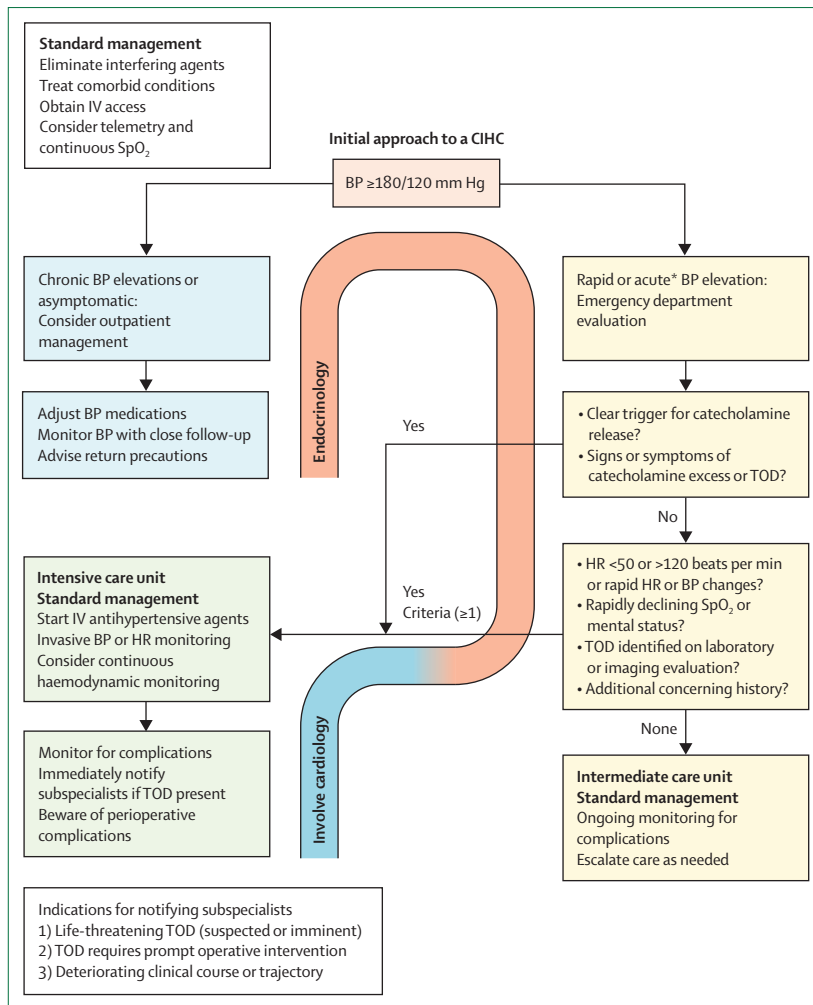 Standard management
Eliminate interfering agents
Treat comorbid conditions
Obtain IV access
Consider telemetry and
continuous SpO₂
Initial approach to a CIHC
BP ≥180/120 mm Hg
Chronic BP elevations or
asymptomatic:
Consider outpatient
management
Rapid or acute* BP elevation:
Emergency department
evaluation
Adjust BP medications
Monitor BP with close follow-up
Advise return precautions
Endocrinology
Yes
• Clear trigger for catecholamine
release?
• Signs or symptoms of
catecholamine excess or TOD?
No
Intensive care unit
Standard management
Start IV antihypertensive agents
Invasive BP or HR monitoring
Consider continuous
haemodynamic monitoring
Yes
Criteria (≥1)
• HR <50 or >120 beats per min
or rapid HR or BP changes?
• Rapidly declining SpO₂ or
mental status?
• TOD identified on laboratory
or imaging evaluation?
• Additional concerning history?
None
Monitor for complications
Immediately notify
subspecialists if TOD present
Beware of perioperative
complications
Involve cardiology
Intermediate care unit
Standard management
Ongoing monitoring for
complications
Escalate care as needed
Indications for notifying subspecialists
1) Life-threatening TOD (suspected or imminent)
2) TOD requires prompt operative intervention
3) Deteriorating clinical course or trajectory